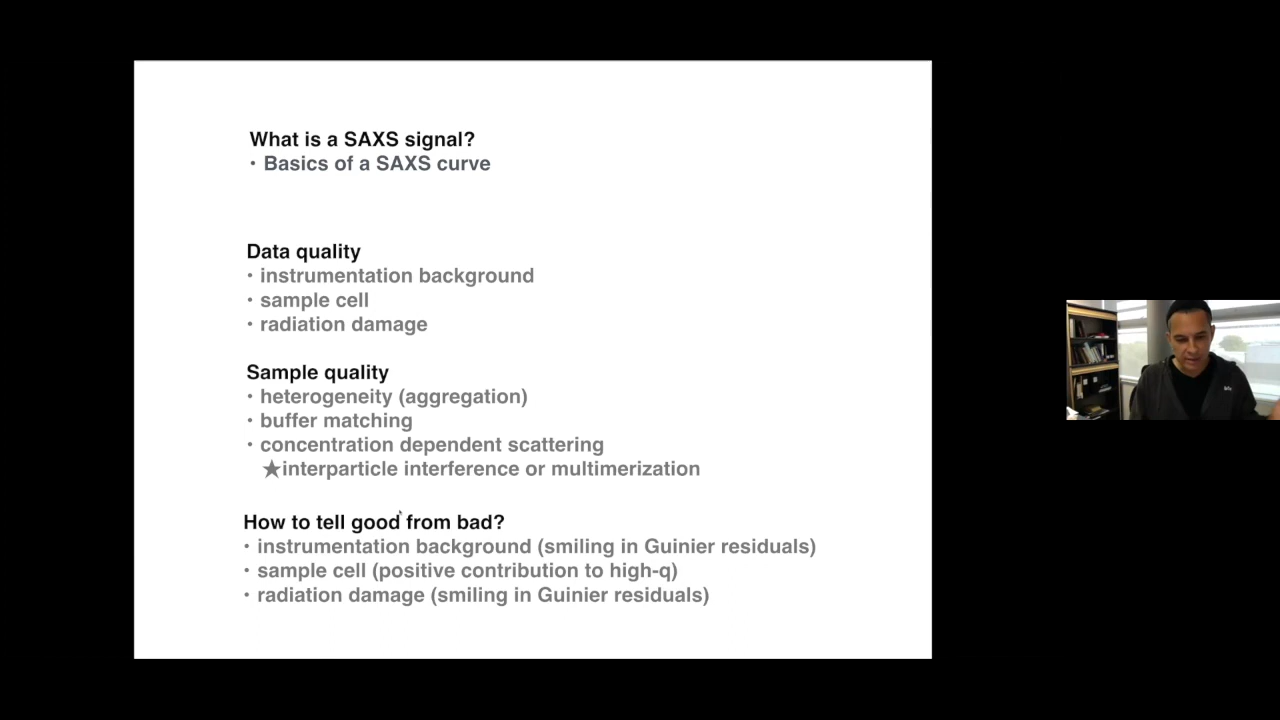 What is a SAXS signal?
• Basics of a SAXS curve
Data quality
• instrumentation background
• sample cell
• radiation damage
Sample quality
• heterogeneity (aggregation)
• buffer matching
• concentration dependent scattering
★interparticle interference or multimerization
How to tell good from bad?
• instrumentation background (smiling in Guinier residuals)
• sample cell (positive contribution to high-q)
• radiation damage (smiling in Guinier residuals)